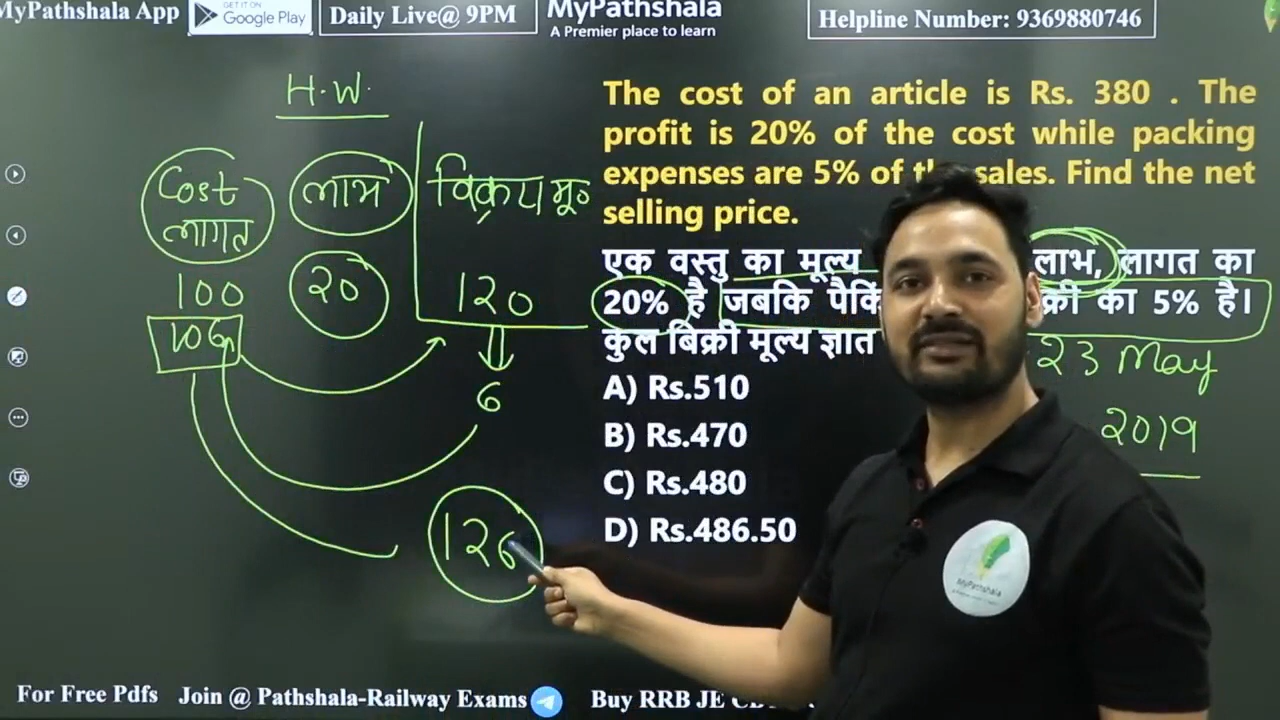 MyPathshala App
GET IT ON
Google Play
Daily Live@ 9PM
MyPathshala
A Premier place to learn
Helpline Number: 9369880746
H.W.
Cost
लागत
लाभ
विक्रय मू०
100
20
120
106
6
126
The cost of an article is Rs. 380 . The
profit is 20% of the cost while packing
expenses are 5% of the sales. Find the net
selling price.
एक वस्तु का मूल्य लाभ, लागत का
20% है जबकि पैकिं क्री का 5% है।
कुल बिक्री मूल्य ज्ञात
A) Rs.510
B) Rs.470
C) Rs.480
D) Rs.486.50
23 May
2019
MyPathshala
For Free Pdfs Join @ Pathshala-Railway Exams
Buy RRB JE